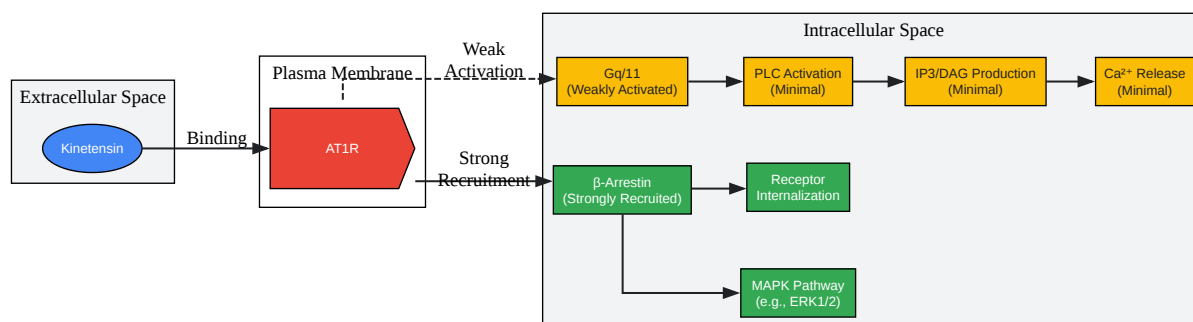 Extracellular Space
Kinetensin
Binding
Plasma Membrane
AT1R
Weak
Activation
Strong
Recruitment
Intracellular Space
Gq/11
(Weakly Activated)
PLC Activation
(Minimal)
IP3/DAG Production
(Minimal)
Ca²⁺ Release
(Minimal)
β-Arrestin
(Strongly Recruited)
Receptor
Internalization
MAPK Pathway
(e.g., ERK1/2)